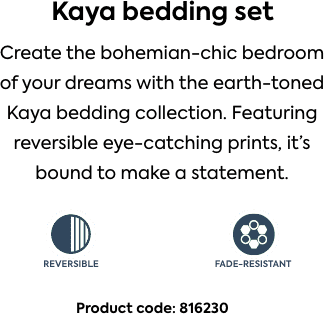 Kaya bedding set
Create the bohemian-chic bedroom
of your dreams with the earth-toned
Kaya bedding collection. Featuring
reversible eye-catching prints, it’s
bound to make a statement.
REVERSIBLE
FADE-RESISTANT
Product code: 816230